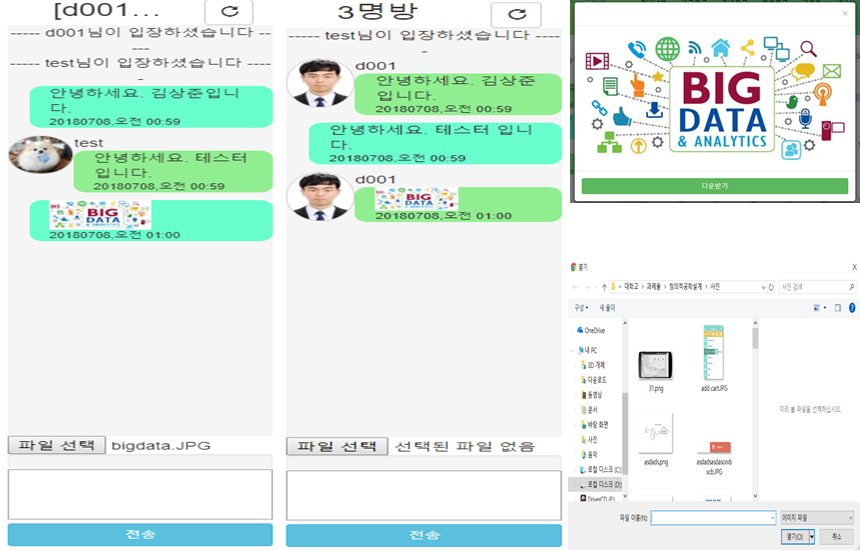 [d001...
----- d001님이 입장하셨습니다 --
---
----- test님이 입장하셨습니다 ----
-
안녕하세요. 김상준입니
다.
20180708,오전 00:59
test
안녕하세요. 테스터
입니다.
20180708,오전 00:59
BIG
DATA
20180708,오전 01:00
파일 선택 bigdata.JPG
전송
3명방
----- test님이 입장하셨습니다 ----
-
d001
안녕하세요. 김상준
입니다.
20180708,오전 00:59
안녕하세요. 테스터 입니
다.
20180708,오전 00:59
d001
BIG
DATA
20180708,오전 01:00
파일 선택 선택된 파일 없음
전송
×
BIG
DATA
& ANALYTICS
다운받기
열기
X
« 대학교 › 과제들 › 창의적공학설계 › 사진
사진 검색
구성 새 폴더
OneDrive
내 PC
3D 개체
다운로드
동영상
문서
바탕 화면
사진
음악
로컬 디스크 (C:)
로컬 디스크 (D:)
DriverCD (F:)
31.png
add cart.JPG
asdads.png
asdadsasdasoxvb
xcb.JPG
미리 볼 파일을 선택하십시오.
파일 이름(N):
이미지 파일
열기(O)
취소